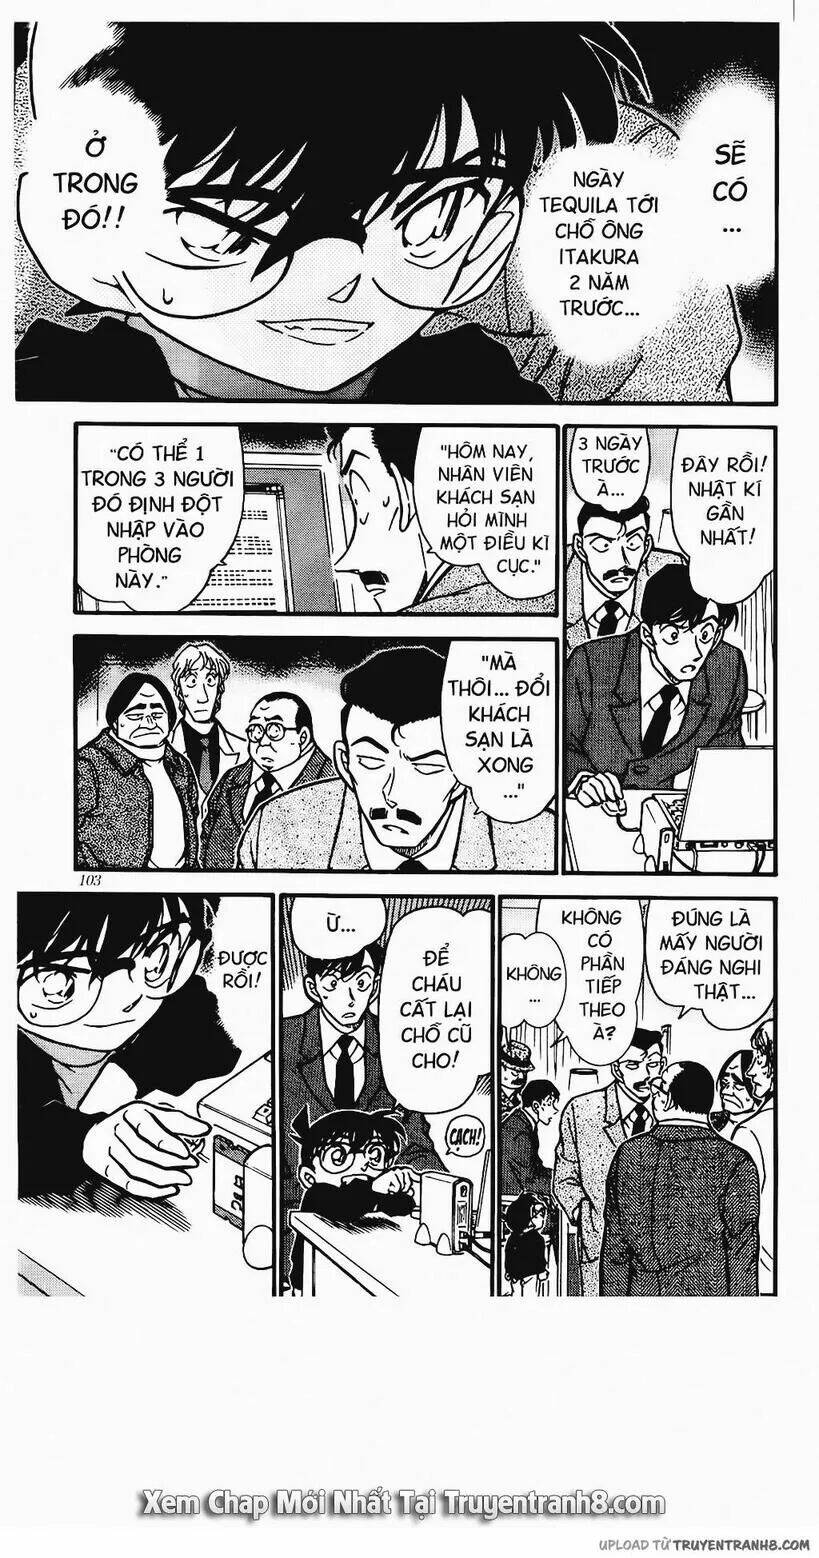 SẼ
CÓ
...
NGÀY
TEQUILA TỚI
CHỖ ÔNG
ITAKURA
2 NĂM
TRƯỚC...
Ở
TRONG
ĐÓ!!
ĐÂY RỒI!
NHẬT KÍ
GẦN
NHẤT!
3 NGÀY
TRƯỚC
À...
"HÔM NAY,
NHÂN VIÊN
KHÁCH SẠN
HỎI MÌNH
MỘT ĐIỀU KÌ
CỤC."
"CÓ THỂ 1
TRONG 3 NGƯỜI
ĐÓ ĐỊNH ĐỘT
NHẬP VÀO
PHÒNG
NÀY."
"MÀ
THÔI... ĐỔI
KHÁCH
SẠN LÀ
XONG
..."
103
ĐÚNG LÀ
MẤY NGƯỜI
ĐÁNG NGHI
THẬT...
KHÔNG
CÓ
PHẦN
TIẾP
THEO
À?
KHÔNG
...
ĐỂ
CHÁU
CẤT LẠI
CHỖ CŨ
CHO!
Ừ...
CẠCH!
ĐƯỢC
RỒI!
Xem Chap Mới Nhất Tại Truyentranh8.com
UPLOAD TỪ TRUYENTRANH8.COM